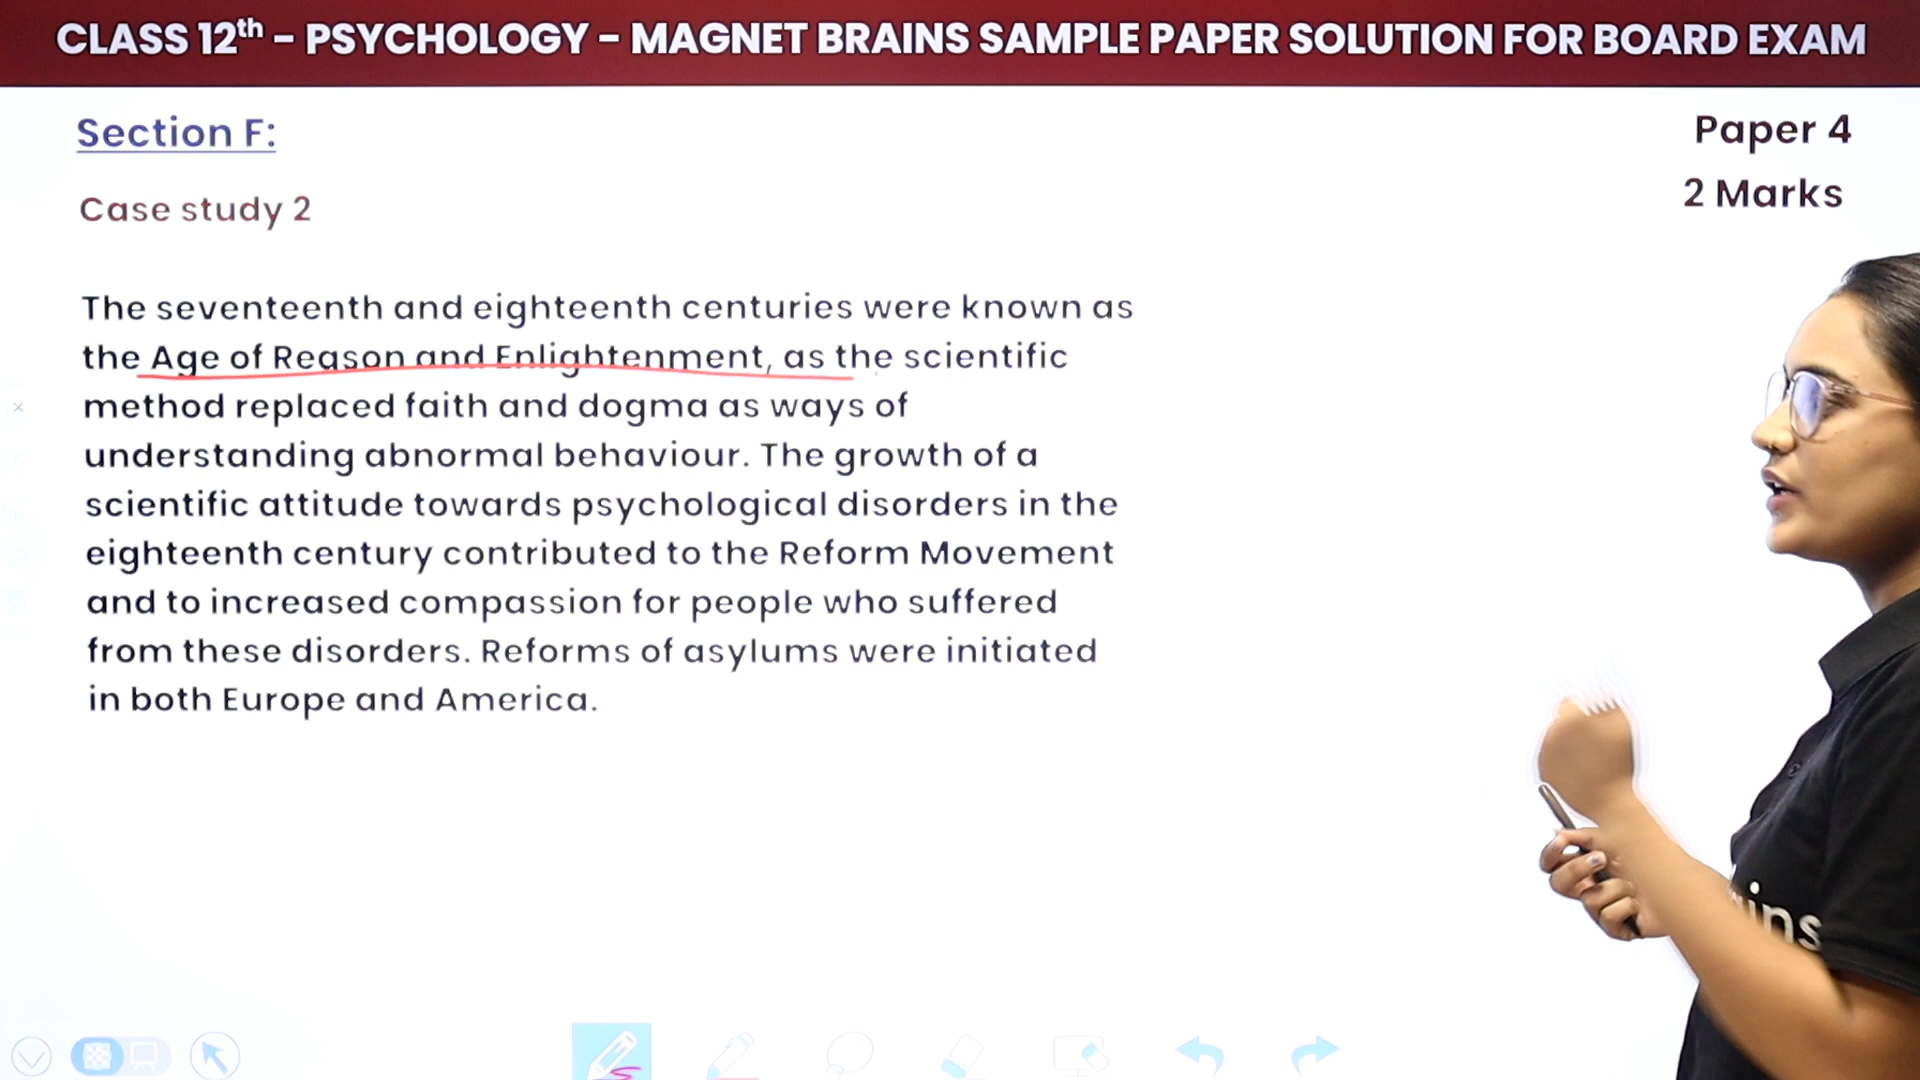 CLASS 12th - PSYCHOLOGY - MAGNET BRAINS SAMPLE PAPER SOLUTION FOR BOARD EXAM
Section F:
Paper 4
2 Marks
Case study 2
The seventeenth and eighteenth centuries were known as
the Age of Reason and Enlightenment, as the scientific
method replaced faith and dogma as ways of
understanding abnormal behaviour. The growth of a
scientific attitude towards psychological disorders in the
eighteenth century contributed to the Reform Movement
and to increased compassion for people who suffered
from these disorders. Reforms of asylums were initiated
in both Europe and America.